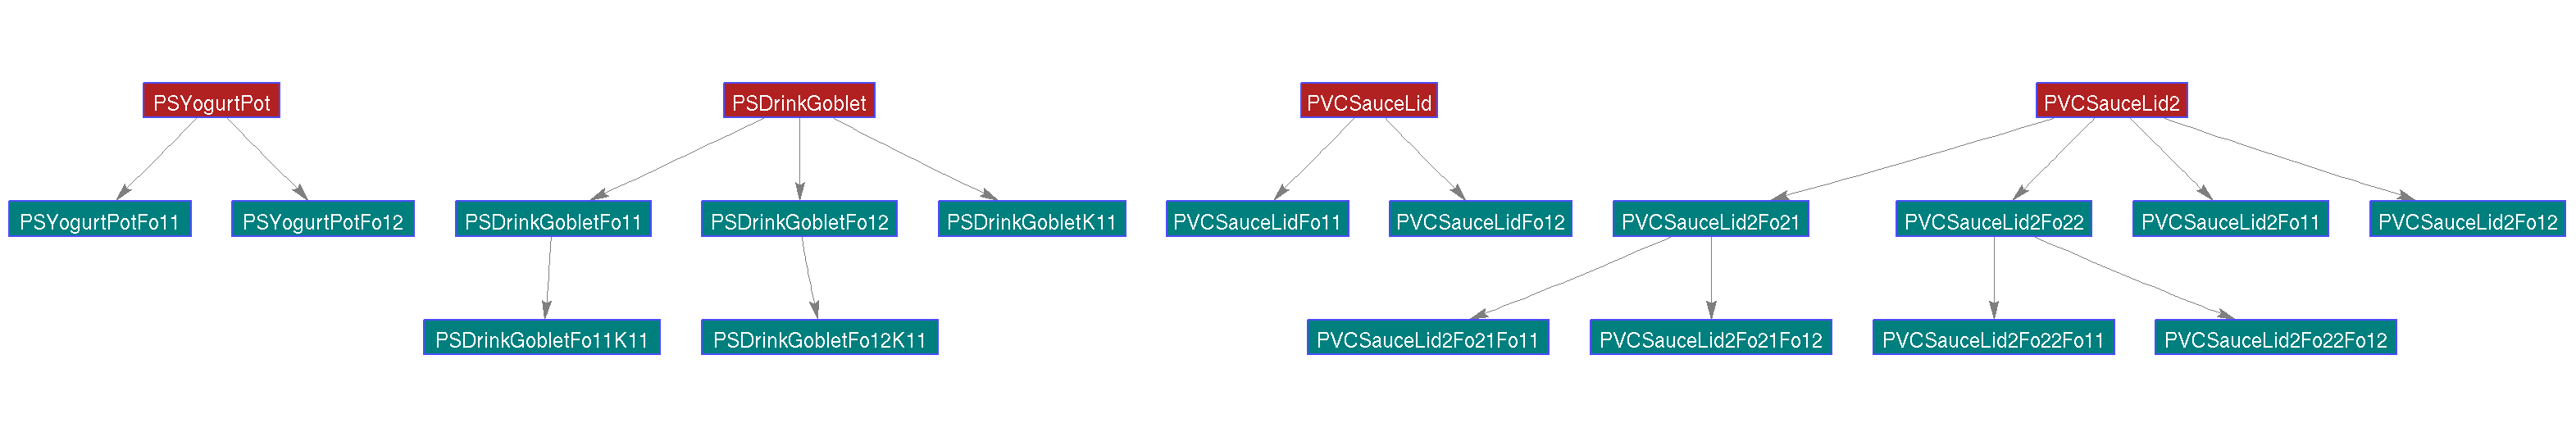 PSYogurtPot
PSDrinkGoblet
PVCSauceLid
PVCSauceLid2
PSYogurtPotFo11
PSYogurtPotFo12
PSDrinkGobletFo11
PSDrinkGobletFo12
PSDrinkGobletK11
PVCSauceLidFo11
PVCSauceLidFo12
PVCSauceLid2Fo21
PVCSauceLid2Fo22
PVCSauceLid2Fo11
PVCSauceLid2Fo12
PSDrinkGobletFo11K11
PSDrinkGobletFo12K11
PVCSauceLid2Fo21Fo11
PVCSauceLid2Fo21Fo12
PVCSauceLid2Fo22Fo11
PVCSauceLid2Fo22Fo12